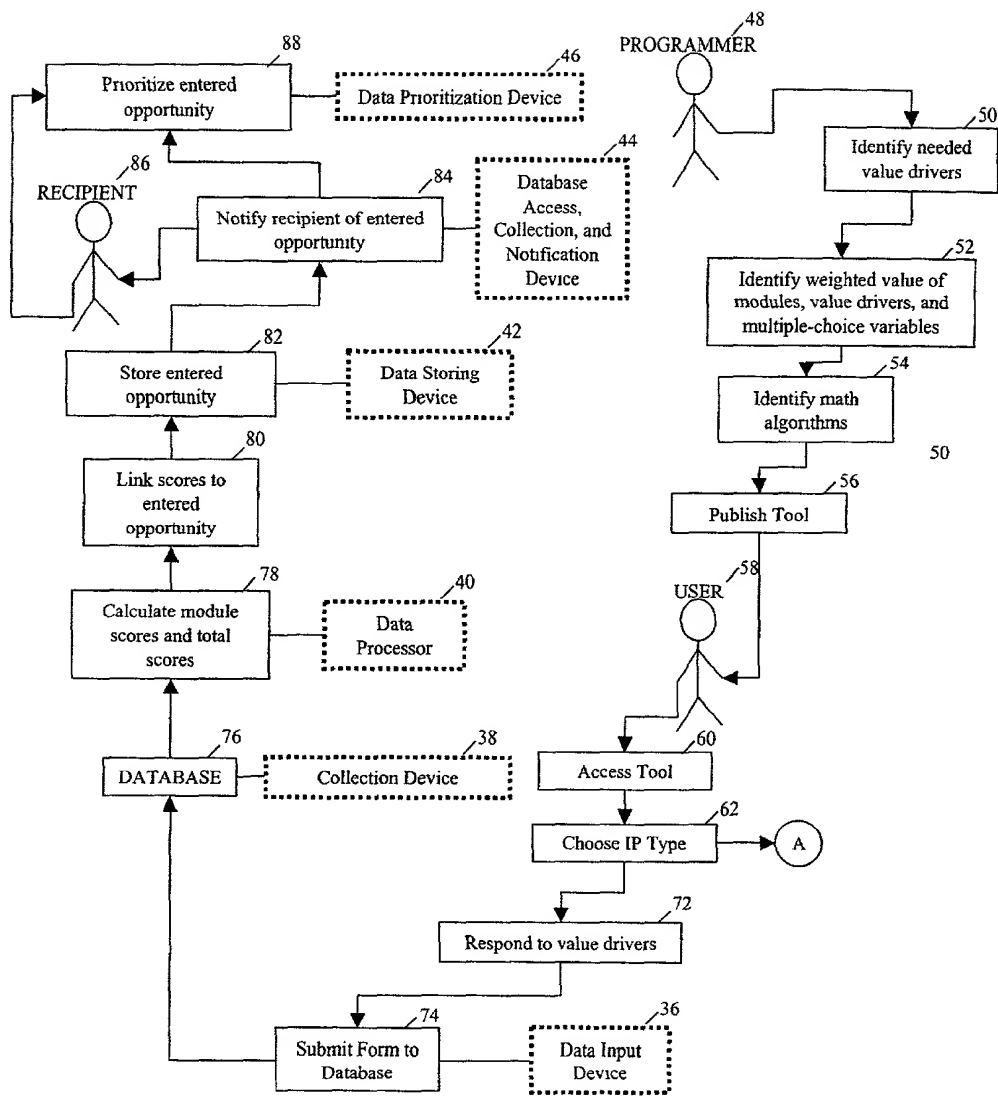 88
Prioritize entered
opportunity
46
Data Prioritization Device
86
RECIPIENT
84
Notify recipient of entered
opportunity
44
Database
Access,
Collection, and
Notification
Device
82
Store entered
opportunity
42
Data Storing
Device
80
Link scores to
entered
opportunity
78
Calculate module
scores and total
scores
40
Data
Processor
76
DATABASE
38
Collection Device
48
PROGRAMMER
50
Identify needed
value drivers
52
Identify weighted value of
modules, value drivers, and
multiple-choice variables
54
Identify math
algorithms
50
56
Publish Tool
58
USER
60
Access Tool
62
Choose IP Type
A
72
Respond to value drivers
74
Submit Form to
Database
36
Data Input
Device